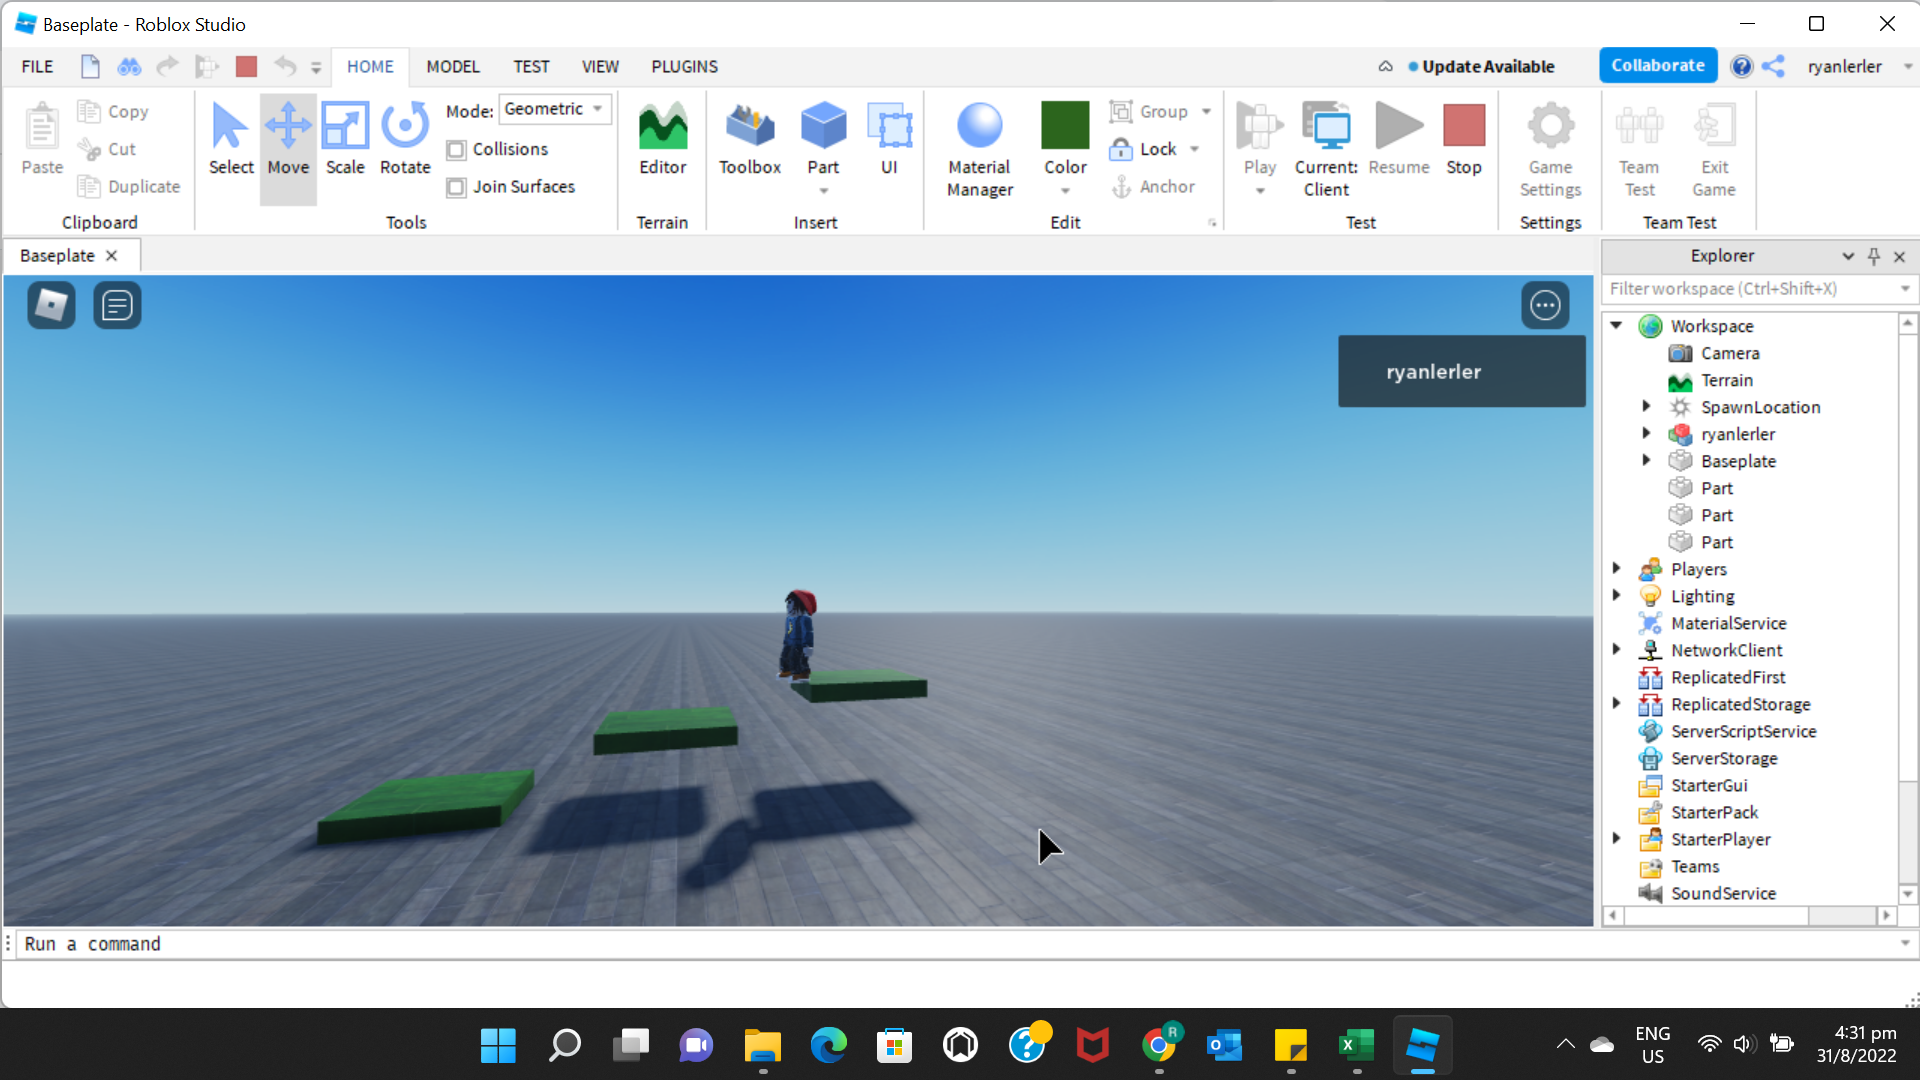 Baseplate - Roblox Studio
FILE HOME MODEL TEST VIEW PLUGINS Update Available Collaborate ryanlerler
Paste Copy Cut Duplicate Clipboard
Select Move Scale Rotate Mode: Geometric
Collisions
Join Surfaces
Tools
Editor
Terrain
Toolbox Part UI
Insert
Material Manager Color Group Lock Anchor
Edit
Play Current: Client Resume Stop
Test
Game Settings
Settings
Team Test Exit Game
Team Test
Baseplate
ryanlerler
Explorer
Filter workspace (Ctrl+Shift+X)
Workspace
Camera
Terrain
SpawnLocation
ryanlerler
Baseplate
Part
Part
Part
Players
Lighting
MaterialService
NetworkClient
ReplicatedFirst
ReplicatedStorage
ServerScriptService
ServerStorage
StarterGui
StarterPack
StarterPlayer
Teams
SoundService
Run a command
R
ENG
US
4:31 pm
31/8/2022